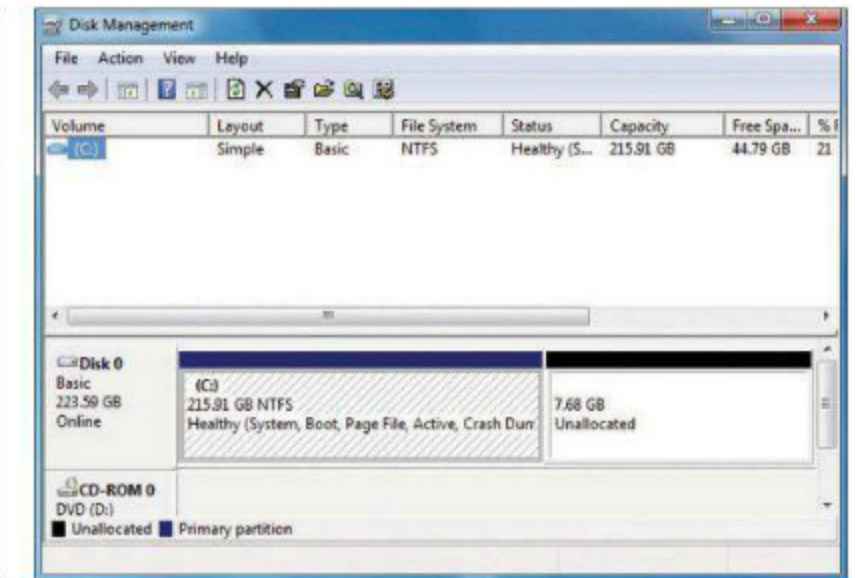 Disk Management
File Action View Help
Volume Layout Type File System Status Capacity Free Spa... % F
(C:) Simple Basic NTFS Healthy (S... 215.91 GB 44.79 GB 21
Disk 0
Basic
223.59 GB
Online
(C:)
215.91 GB NTFS
Healthy (System, Boot, Page File, Active, Crash Dum
7.68 GB
Unallocated
CD-ROM 0
DVD (D:)
Unallocated Primary partition